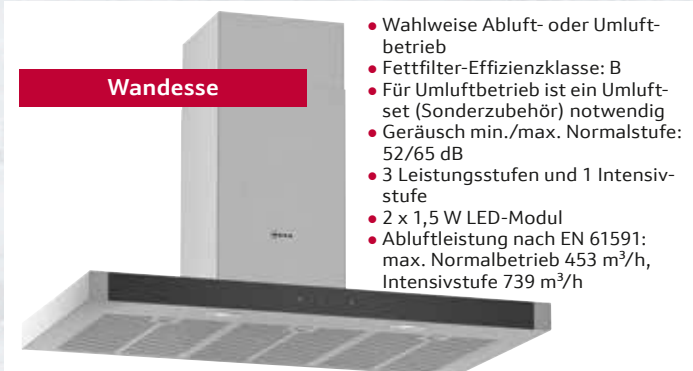 Wandesse
• Wahlweise Abluft- oder Umluft-
betrieb
• Fettfilter-Effizienzklasse: B
• Für Umluftbetrieb ist ein Umluft-
set (Sonderzubehör) notwendig
• Geräusch min./max. Normalstufe:
52/65 dB
• 3 Leistungsstufen und 1 Intensiv-
stufe
• 2 x 1,5 W LED-Modul
• Abluftleistung nach EN 61591:
max. Normalbetrieb 453 m³/h,
Intensivstufe 739 m³/h